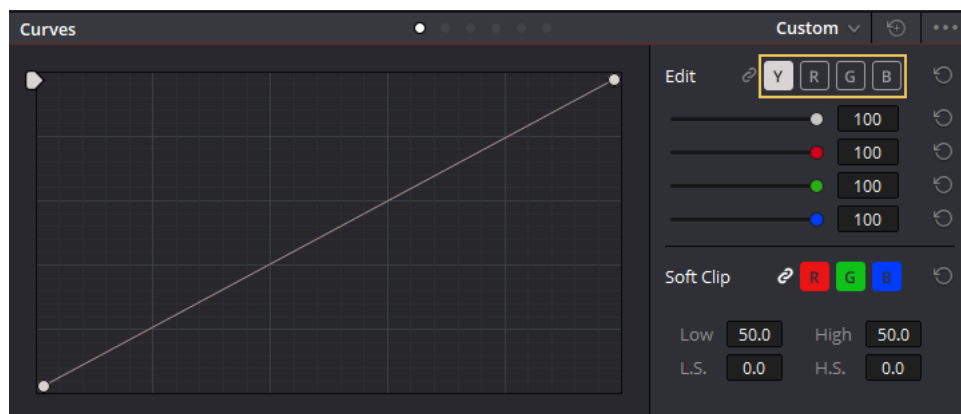 Curves Custom
Edit Y R G B
100
100
100
100
Soft Clip R G B
Low 50.0 High 50.0
L.S. 0.0 H.S. 0.0